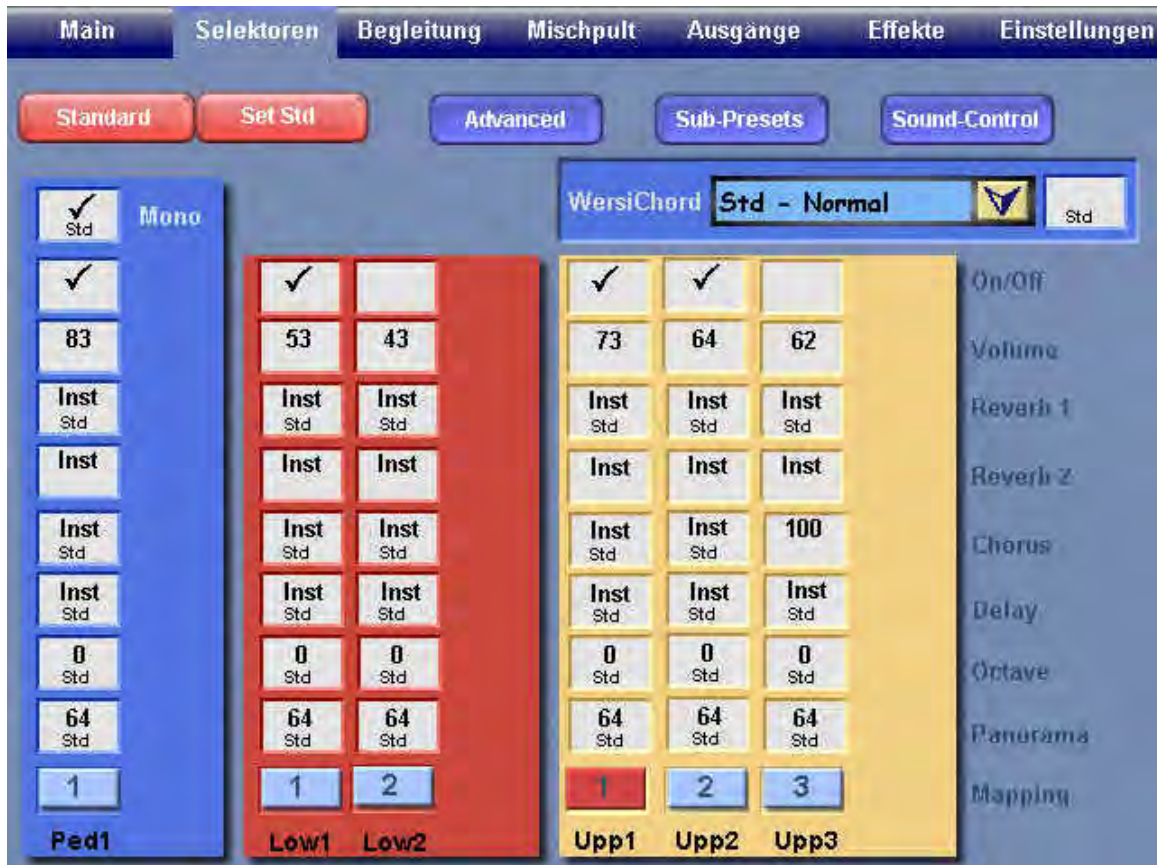 Main Selektoren Begleitung Mischpult Ausgänge Effekte Einstellungen
Standard Set Std Advanced Sub-Presets Sound-Control
Std Mono WersiChord Std - Normal Std
On/Off
83 53 43 73 64 62 Volume
Inst Inst Inst Inst Inst Inst Reverb 1
Std Std Std Std Std Std
Inst Inst Inst Inst Inst Inst Reverb 2
Inst Inst Inst Inst Inst 100 Chorus
Std Std Std Std Std
Inst Inst Inst Inst Inst Inst Delay
Std Std Std Std Std Std
0 0 0 0 0 0 Octave
Std Std Std Std Std Std
64 64 64 64 64 64 Panorama
Std Std Std Std Std Std
1 1 2 1 2 3 Mapping
Ped1 Low1 Low2 Upp1 Upp2 Upp3